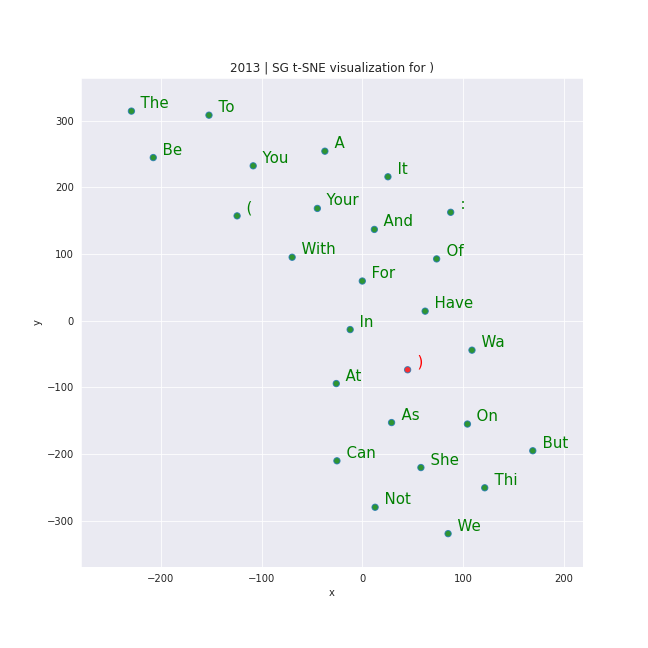 2013 | SG t-SNE visualization for )
The
To
A
Be
You
It
Your
:
(
And
With
Of
For
Have
In
Wa
)
At
As
On
But
Can
She
Thi
Not
We
300
200
100
0
−100
−200
−300
y
−200
−100
0
100
200
x